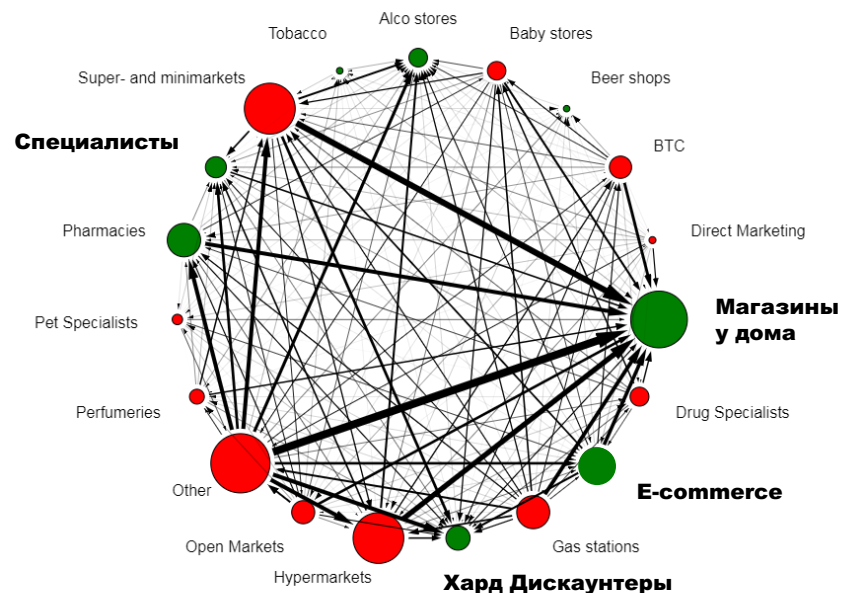 Alco stores
Tobacco
Baby stores
Super- and minimarkets
Beer shops
Специалисты
BTC
Pharmacies
Direct Marketing
Магазины
у дома
Pet Specialists
Perfumeries
Drug Specialists
Other
E-commerce
Open Markets
Gas stations
Hypermarkets
Хард Дискаунтеры